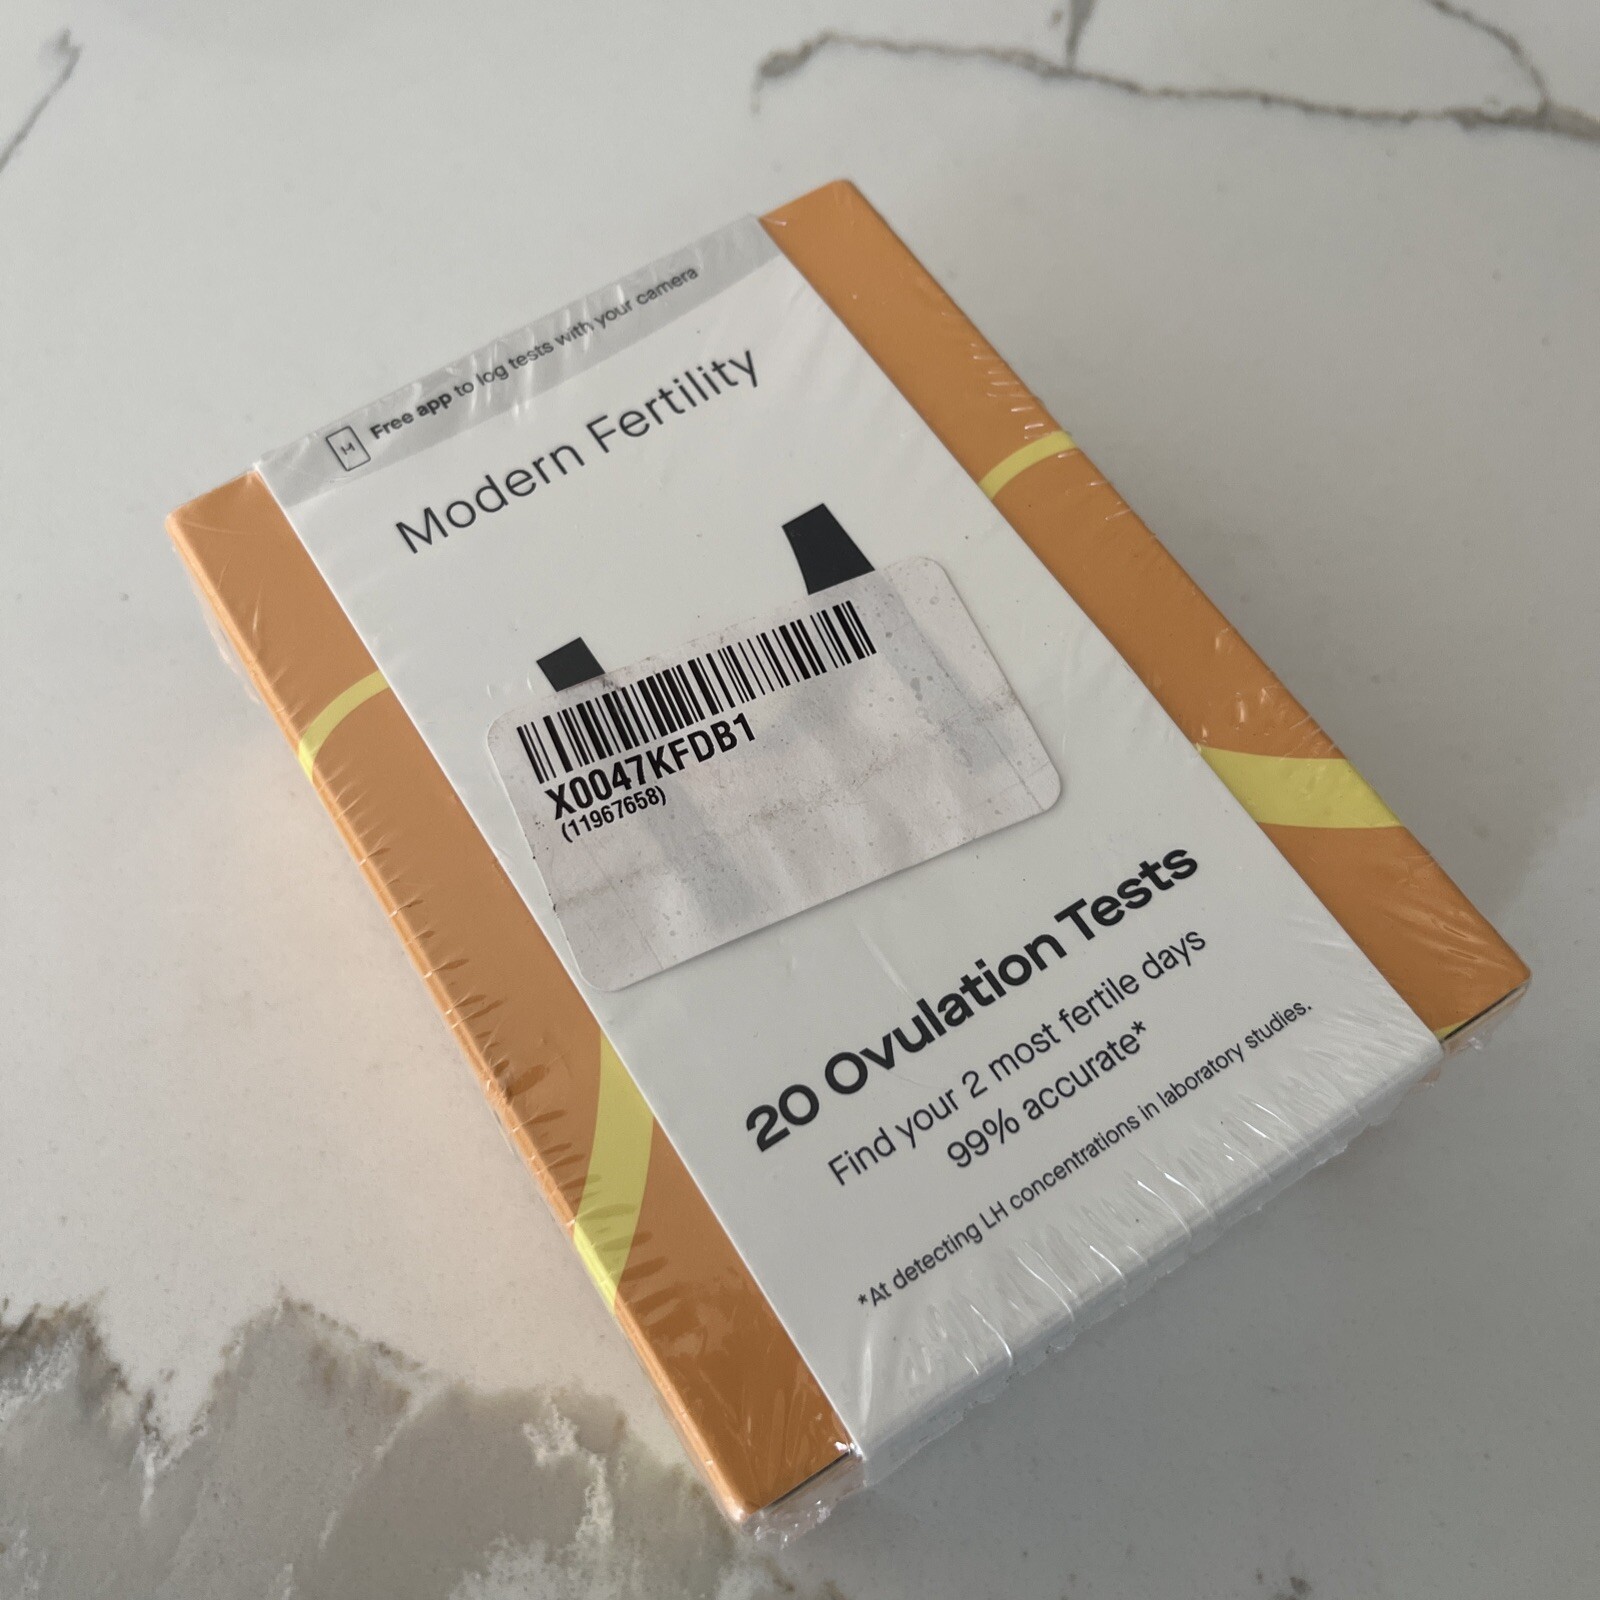 Free app to log tests with your camera
Modern Fertility
X0047KFDB1
(11967658)
20 Ovulation Tests
Find your 2 most fertile days
99% accurate*
*At detecting LH concentrations in laboratory studies.